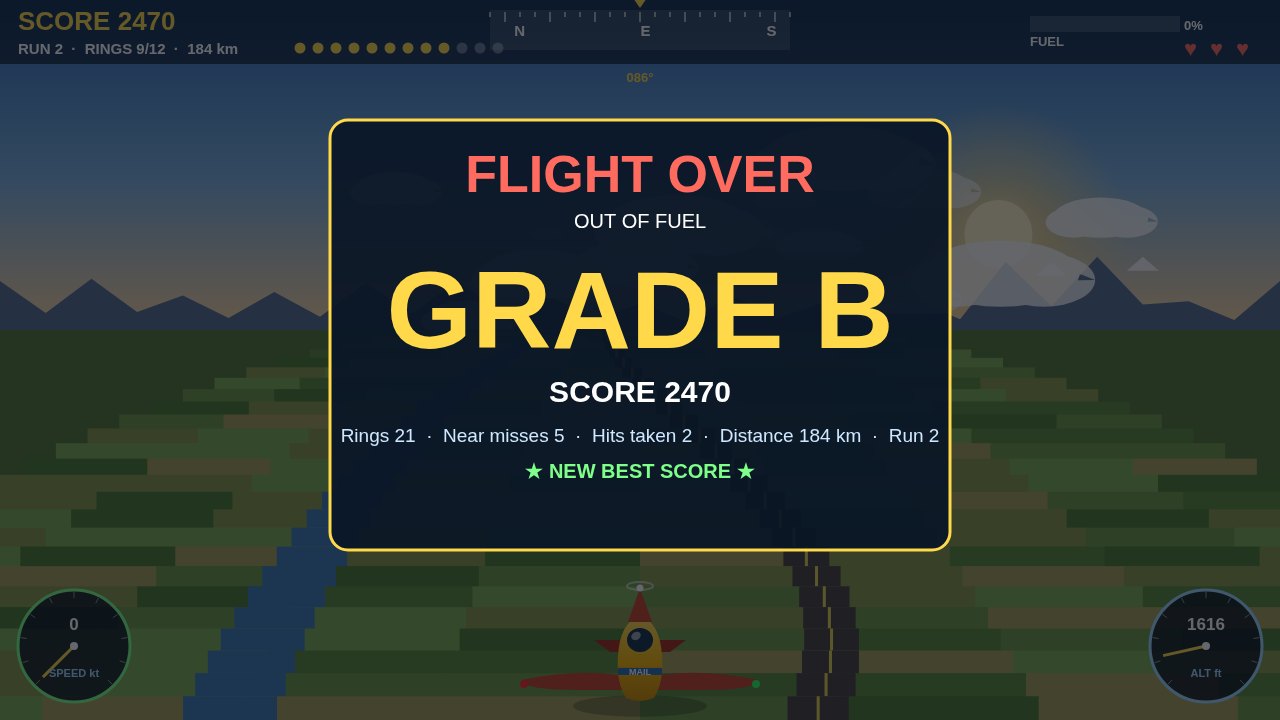 SCORE 2470
RUN 2 · RINGS 9/12 · 184 km
N E S
0%
FUEL
086°
FLIGHT OVER
OUT OF FUEL
GRADE B
SCORE 2470
Rings 21 · Near misses 5 · Hits taken 2 · Distance 184 km · Run 2
★ NEW BEST SCORE ★
0
SPEED kt
MAIL
1616
ALT ft